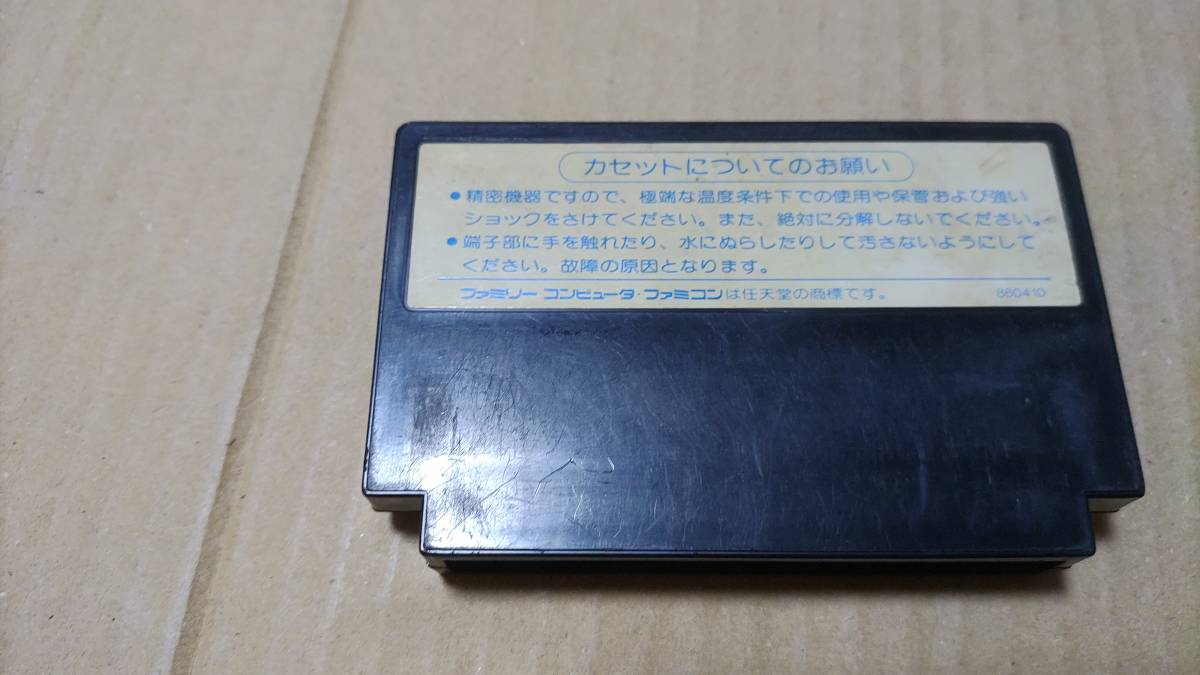 カセットについてのお願い
●精密機器ですので、極端な温度条件下での使用や保管および強い
ショックをさけてください。また、絶対に分解しないでください。
●端子部に手を触れたり、水にぬらしたりして汚さないようにして
ください。故障の原因となります。
ファミリー コンピュータ・ファミコンは任天堂の商標です。 860410